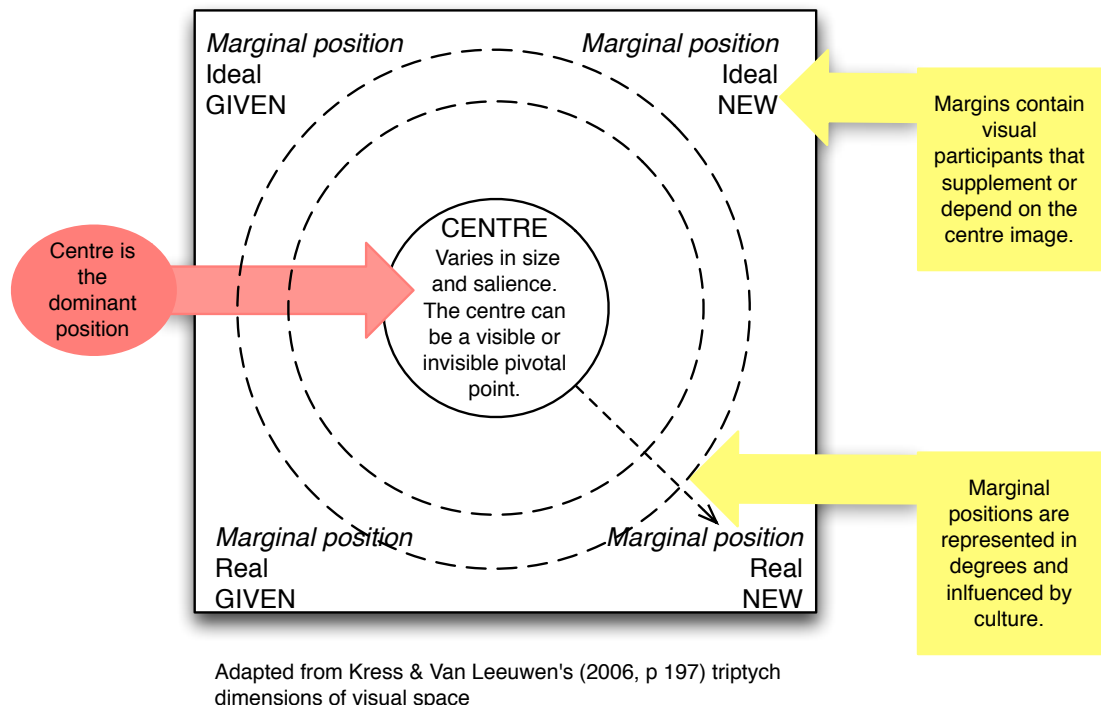 Marginal position
Ideal
GIVEN
Marginal position
Ideal
NEW
Margins contain
visual
participants that
supplement or
depend on the
centre image.
Centre is
the
dominant
position
CENTRE
Varies in size
and salience.
The centre can
be a visible or
invisible pivotal
point.
Marginal
positions are
represented in
degrees and
inlfuenced by
culture.
Marginal position
Real
GIVEN
Marginal position
Real
NEW
Adapted from Kress & Van Leeuwen's (2006, p 197) triptych
dimensions of visual space